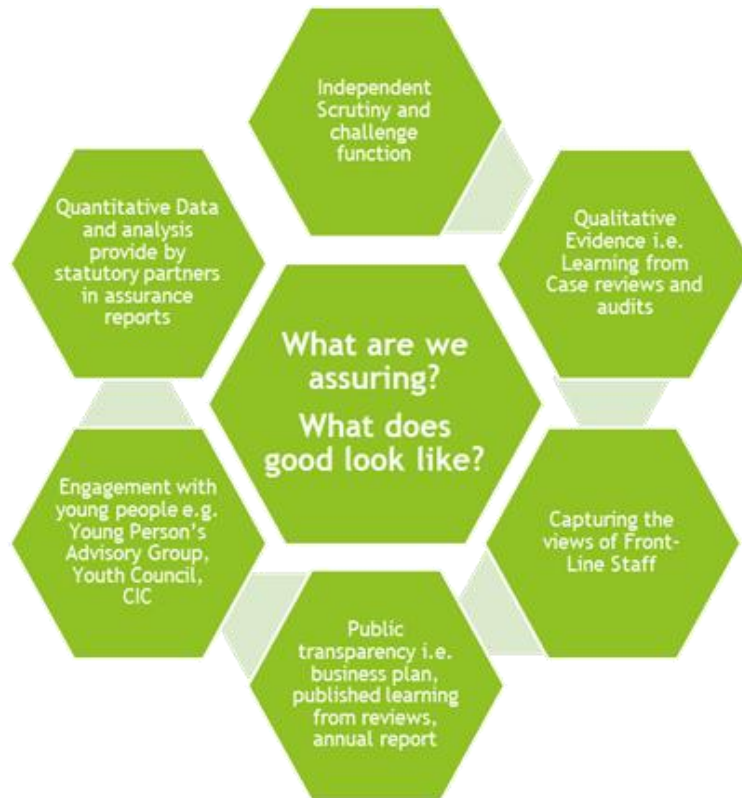 Independent
Scrutiny and
challenge
function
Qualitative
Evidence i.e.
Learning from
Case reviews and
audits
Capturing the
views of Front-
Line Staff
Public
transparency i.e.
business plan,
published learning
from reviews,
annual report
Engagement with
young people e.g.
Young Person's
Advisory Group,
Youth Council,
CIC
Quantitative Data
and analysis
provide by
statutory partners
in assurance
reports
What are we
assuring?
What does
good look like?